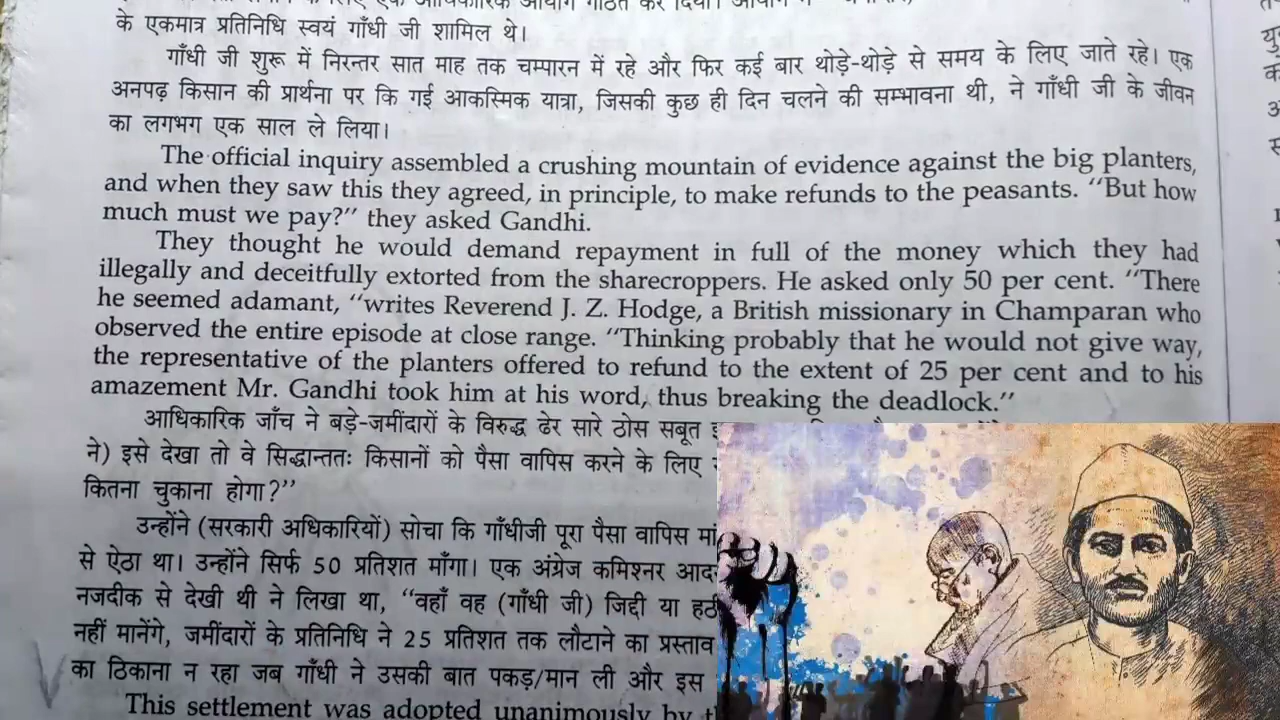 के एकमात्र प्रतिनिधि स्वयं गाँधी जी शामिल थे।
गाँधी जी शुरू में निरन्तर सात माह तक चम्पारन में रहे और फिर कई बार थोड़े-थोड़े से समय के लिए जाते रहे। एक
अनपढ़ किसान की प्रार्थना पर कि गई आकस्मिक यात्रा, जिसकी कुछ ही दिन चलने की सम्भावना थी, ने गाँधी जी के जीवन
का लगभग एक साल ले लिया।
The official inquiry assembled a crushing mountain of evidence against the big planters,
and when they saw this they agreed, in principle, to make refunds to the peasants. "But how
much must we pay?" they asked Gandhi.
They thought he would demand repayment in full of the money which they had
illegally and deceitfully extorted from the sharecroppers. He asked only 50 per cent. "There
he seemed adamant, "writes Reverend J. Z. Hodge, a British missionary in Champaran who
observed the entire episode at close range. "Thinking probably that he would not give way,
the representative of the planters offered to refund to the extent of 25 per cent and to his
amazement Mr. Gandhi took him at his word, thus breaking the deadlock."
आधिकारिक जाँच ने बड़े-जमींदारों के विरुद्ध ढेर सारे ठोस सबूत
ने) इसे देखा तो वे सिद्धान्ततः किसानों को पैसा वापिस करने के लिए
कितना चुकाना होगा?"
उन्होंने (सरकारी अधिकारियों) सोचा कि गाँधीजी पूरा पैसा वापिस
से ऐठा था। उन्होंने सिर्फ 50 प्रतिशत माँगा। एक अंग्रेज कमिश्नर
नजदीक से देखी थी ने लिखा था, "वहाँ वह (गाँधी जी) जिद्दी या
नहीं मानेंगे, जमींदारों के प्रतिनिधि ने 25 प्रतिशत तक लौटाने का प्रस्ताव
का ठिकाना न रहा जब गाँधी ने उसकी बात पकड़/मान ली और इस
This settlement was adopted unanimously by